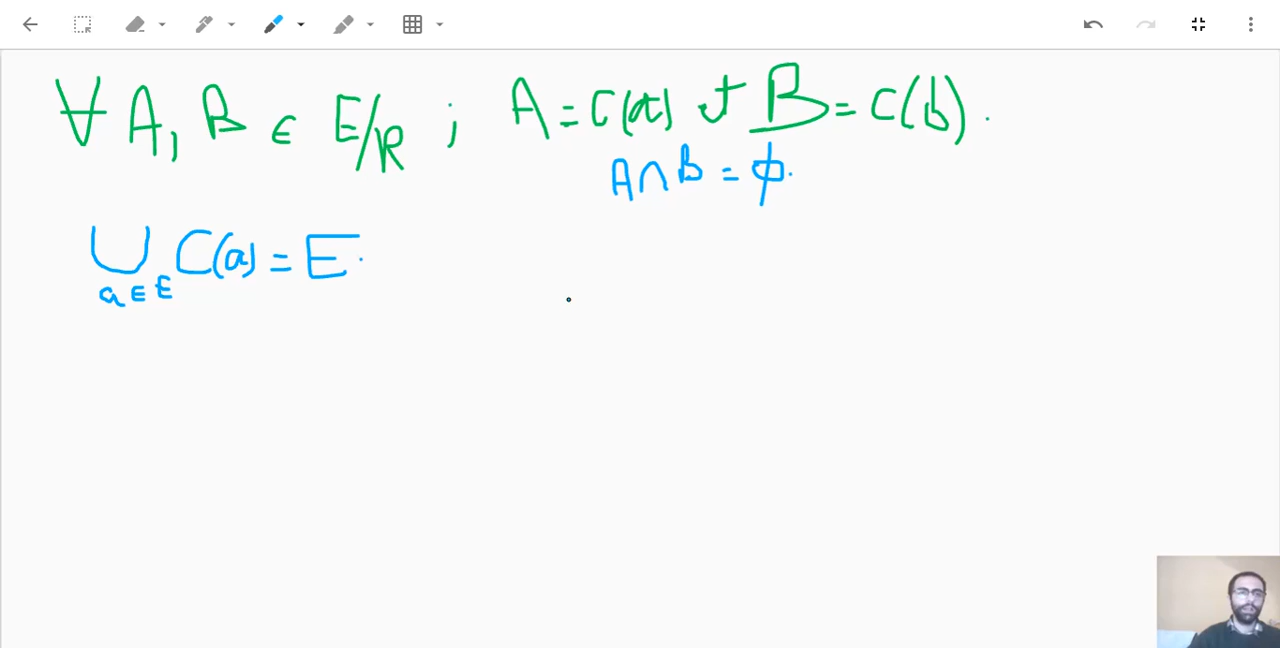 ∀ A, B ∈ E/R ; A = C(a) et B = C(b).
A ∩ B = ϕ.
⋃ C(a) = E.
a ∈ E